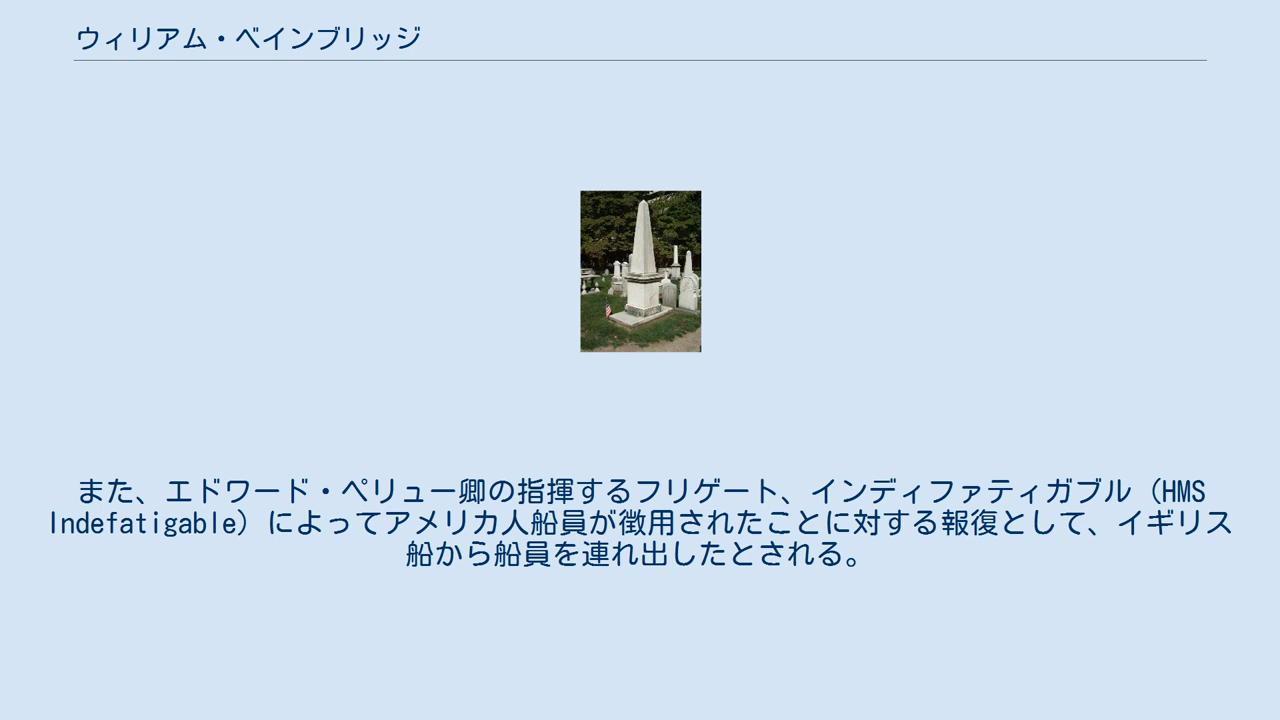 ウィリアム・ベインブリッジ
また、エドワード・ペリュー卿の指揮するフリゲート、インディファティガブル（HMS
Indefatigable）によってアメリカ人船員が徴用されたことに対する報復として、イギリス
船から船員を連れ出したとされる。